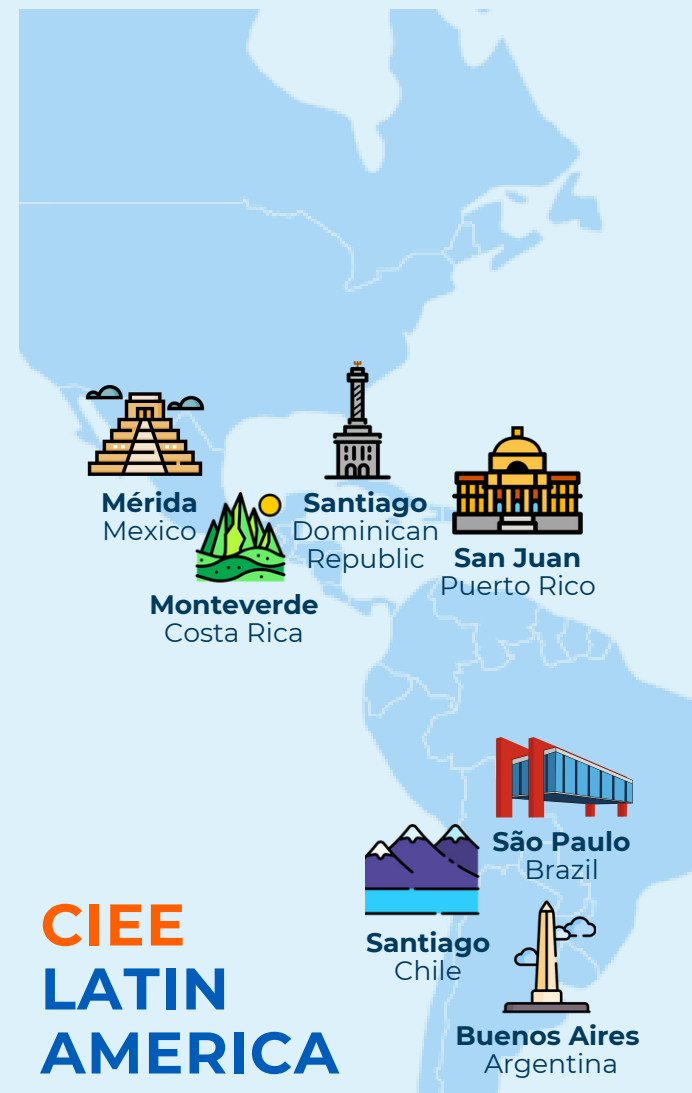 Mérida
Mexico
Santiago
Dominican
Republic
San Juan
Puerto Rico
Monteverde
Costa Rica
São Paulo
Brazil
Santiago
Chile
Buenos Aires
Argentina
CIEE
LATIN
AMERICA